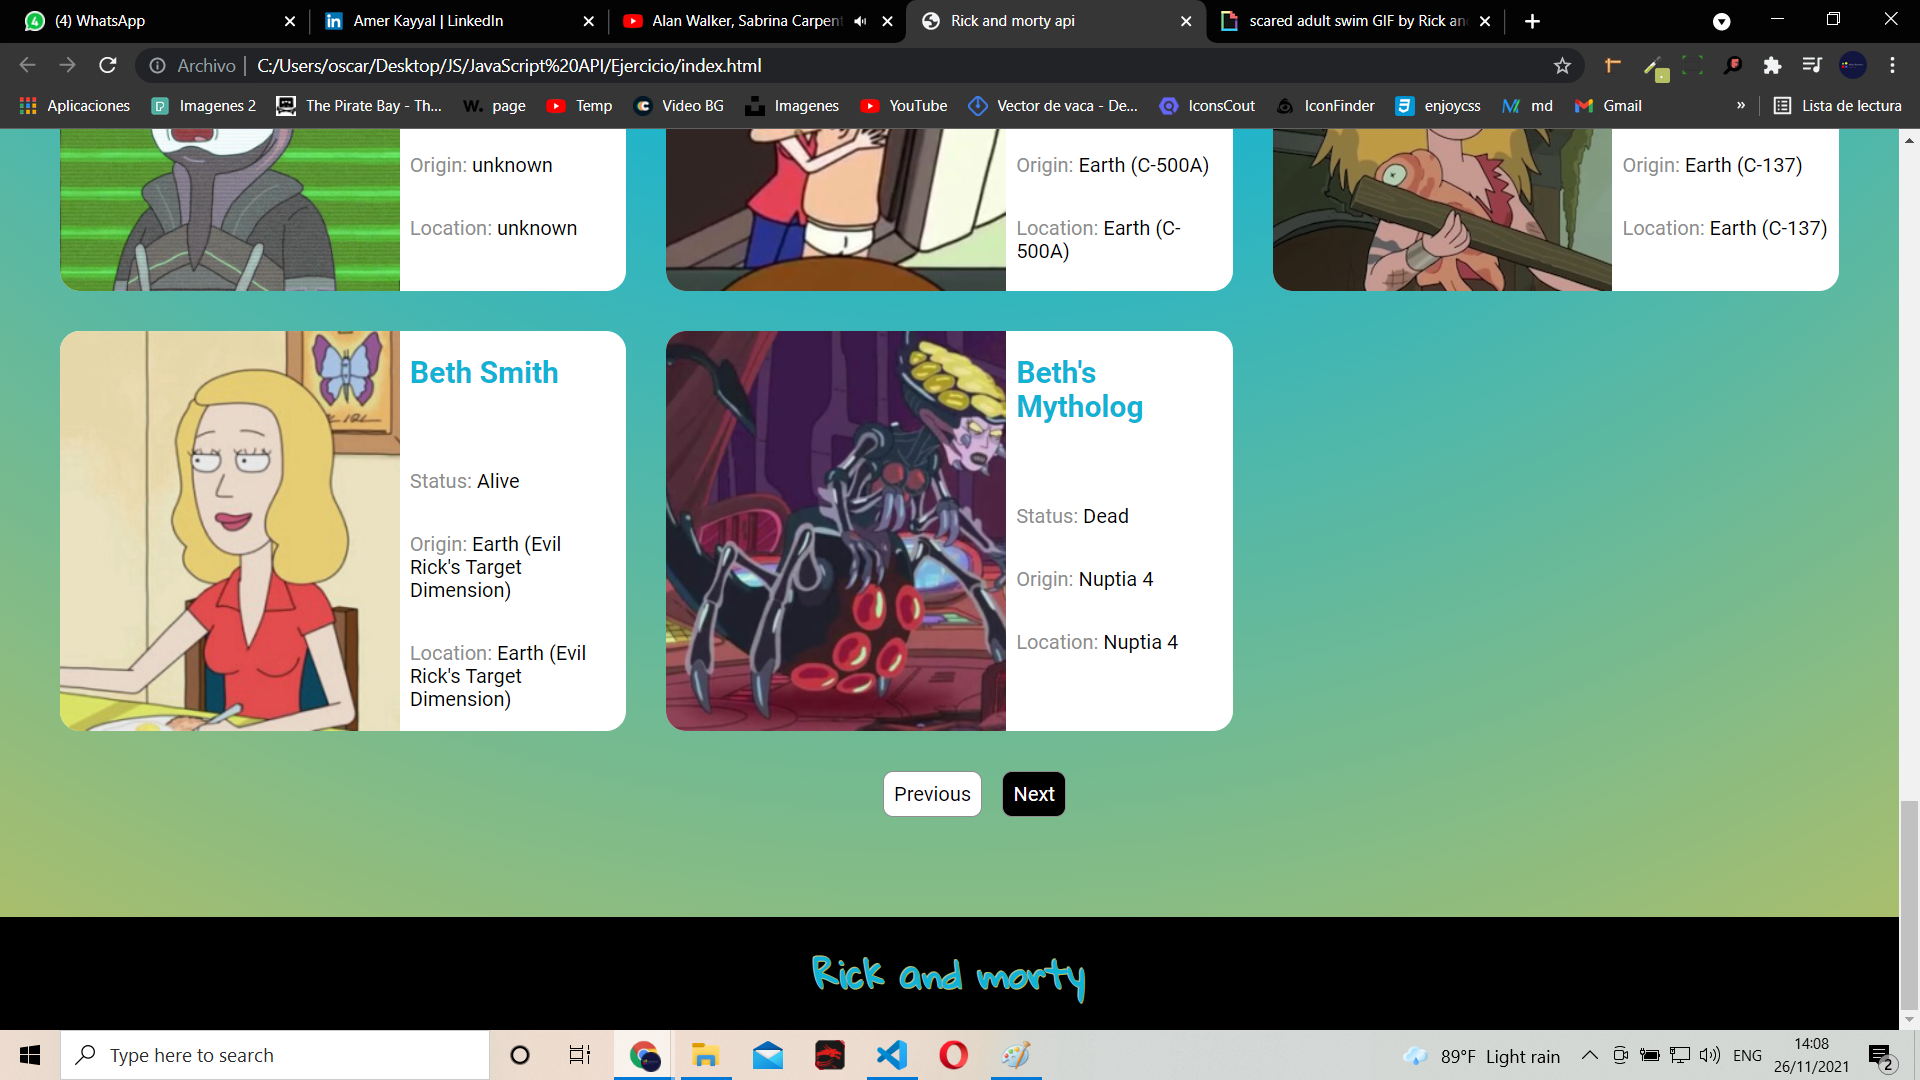 (4) WhatsApp
Amer Kayyal | LinkedIn
Alan Walker, Sabrina Carpent
Rick and morty api
scared adult swim GIF by Rick an
Archivo
C:/Users/oscar/Desktop/JS/JavaScript%20API/Ejercicio/index.html
Aplicaciones
Imagenes 2
The Pirate Bay - Th...
W. page
Temp
Video BG
Imagenes
YouTube
Vector de vaca - De...
IconsCout
IconFinder
enjoycss
md
Gmail
»
Lista de lectura
Origin: unknown
Location: unknown
Origin: Earth (C-500A)
Location: Earth (C-
500A)
Origin: Earth (C-137)
Location: Earth (C-137)
Beth Smith
Status: Alive
Origin: Earth (Evil
Rick's Target
Dimension)
Location: Earth (Evil
Rick's Target
Dimension)
Beth's
Mytholog
Status: Dead
Origin: Nuptia 4
Location: Nuptia 4
Previous
Next
Rick and morty
Type here to search
89°F Light rain
ENG
14:08
26/11/2021
2